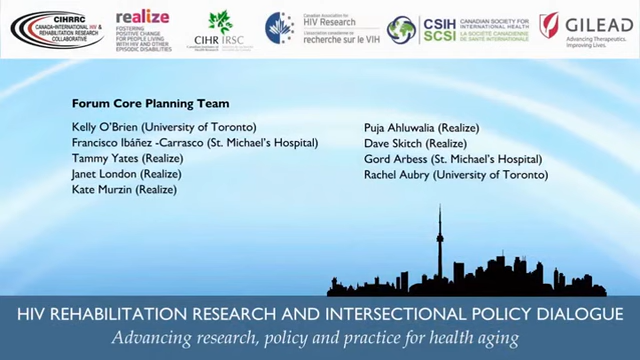 CIHRRC
CANADA-INTERNATIONAL HIV &
REHABILITATION RESEARCH
COLLABORATIVE
realize
FOSTERING
POSITIVE CHANGE
FOR PEOPLE LIVING
WITH HIV AND OTHER
EPISODIC DISABILITIES
CIHR IRSC
Canadian Association for
HIV Research
L'association canadienne de
recherche sur le VIH
CSIH
SCSI
CANADIAN SOCIETY FOR
INTERNATIONAL HEALTH
LA SOCIÉTÉ CANADIENNE
DE SANTÉ INTERNATIONALE
GILEAD
Advancing Therapeutics.
Improving Lives.
Forum Core Planning Team
Kelly O'Brien (University of Toronto)
Francisco Ibáñez -Carrasco (St. Michael's Hospital)
Tammy Yates (Realize)
Janet London (Realize)
Kate Murzin (Realize)
Puja Ahluwalia (Realize)
Dave Skitch (Realize)
Gord Arbess (St. Michael's Hospital)
Rachel Aubry (University of Toronto)
HIV REHABILITATION RESEARCH AND INTERSECTIONAL POLICY DIALOGUE
Advancing research, policy and practice for health aging